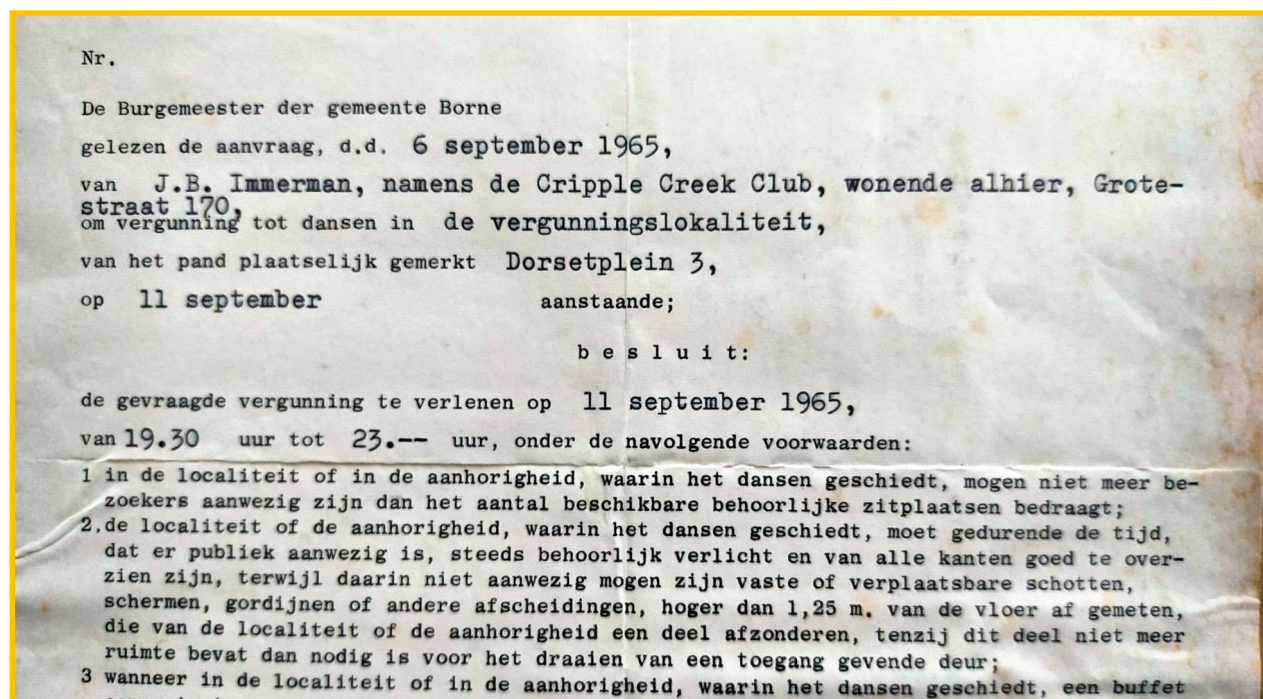 Nr.
De Burgemeester der gemeente Borne
gelezen de aanvraag, d.d. 6 september 1965,
van J.B. Immerman, namens de Cripple Creek Club, wonende alhier, Grote-
straat 170,
om vergunning tot dansen in de vergunningslokaliteit,
van het pand plaatselijk gemerkt Dorsetplein 3,
op 11 september aanstaande;
b e s l u i t:
de gevraagde vergunning te verlenen op 11 september 1965,
van 19.30 uur tot 23.-- uur, onder de navolgende voorwaarden:
1 in de localiteit of in de aanhorigheid, waarin het dansen geschiedt, mogen niet meer be-
zoekers aanwezig zijn dan het aantal beschikbare behoorlijke zitplaatsen bedraagt;
2.de localiteit of de aanhorigheid, waarin het dansen geschiedt, moet gedurende de tijd,
dat er publiek aanwezig is, steeds behoorlijk verlicht en van alle kanten goed te over-
zien zijn, terwijl daarin niet aanwezig mogen zijn vaste of verplaatsbare schotten,
schermen, gordijnen of andere afscheidingen, hoger dan 1,25 m. van de vloer af gemeten,
die van de localiteit of de aanhorigheid een deel afzonderen, tenzij dit deel niet meer
ruimte bevat dan nodig is voor het draaien van een toegang gevende deur;
3 wanneer in de localiteit of in de aanhorigheid, waarin het dansen geschiedt, een buffet